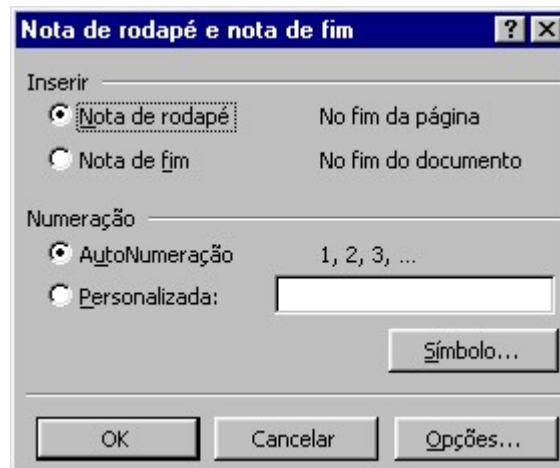 Nota de rodapé e nota de fim
Inserir
Nota de rodapé No fim da página
Nota de fim No fim do documento
Numeração
AutoNumeração 1, 2, 3, ...
Personalizada:
Símbolo...
OK Cancelar Opções...